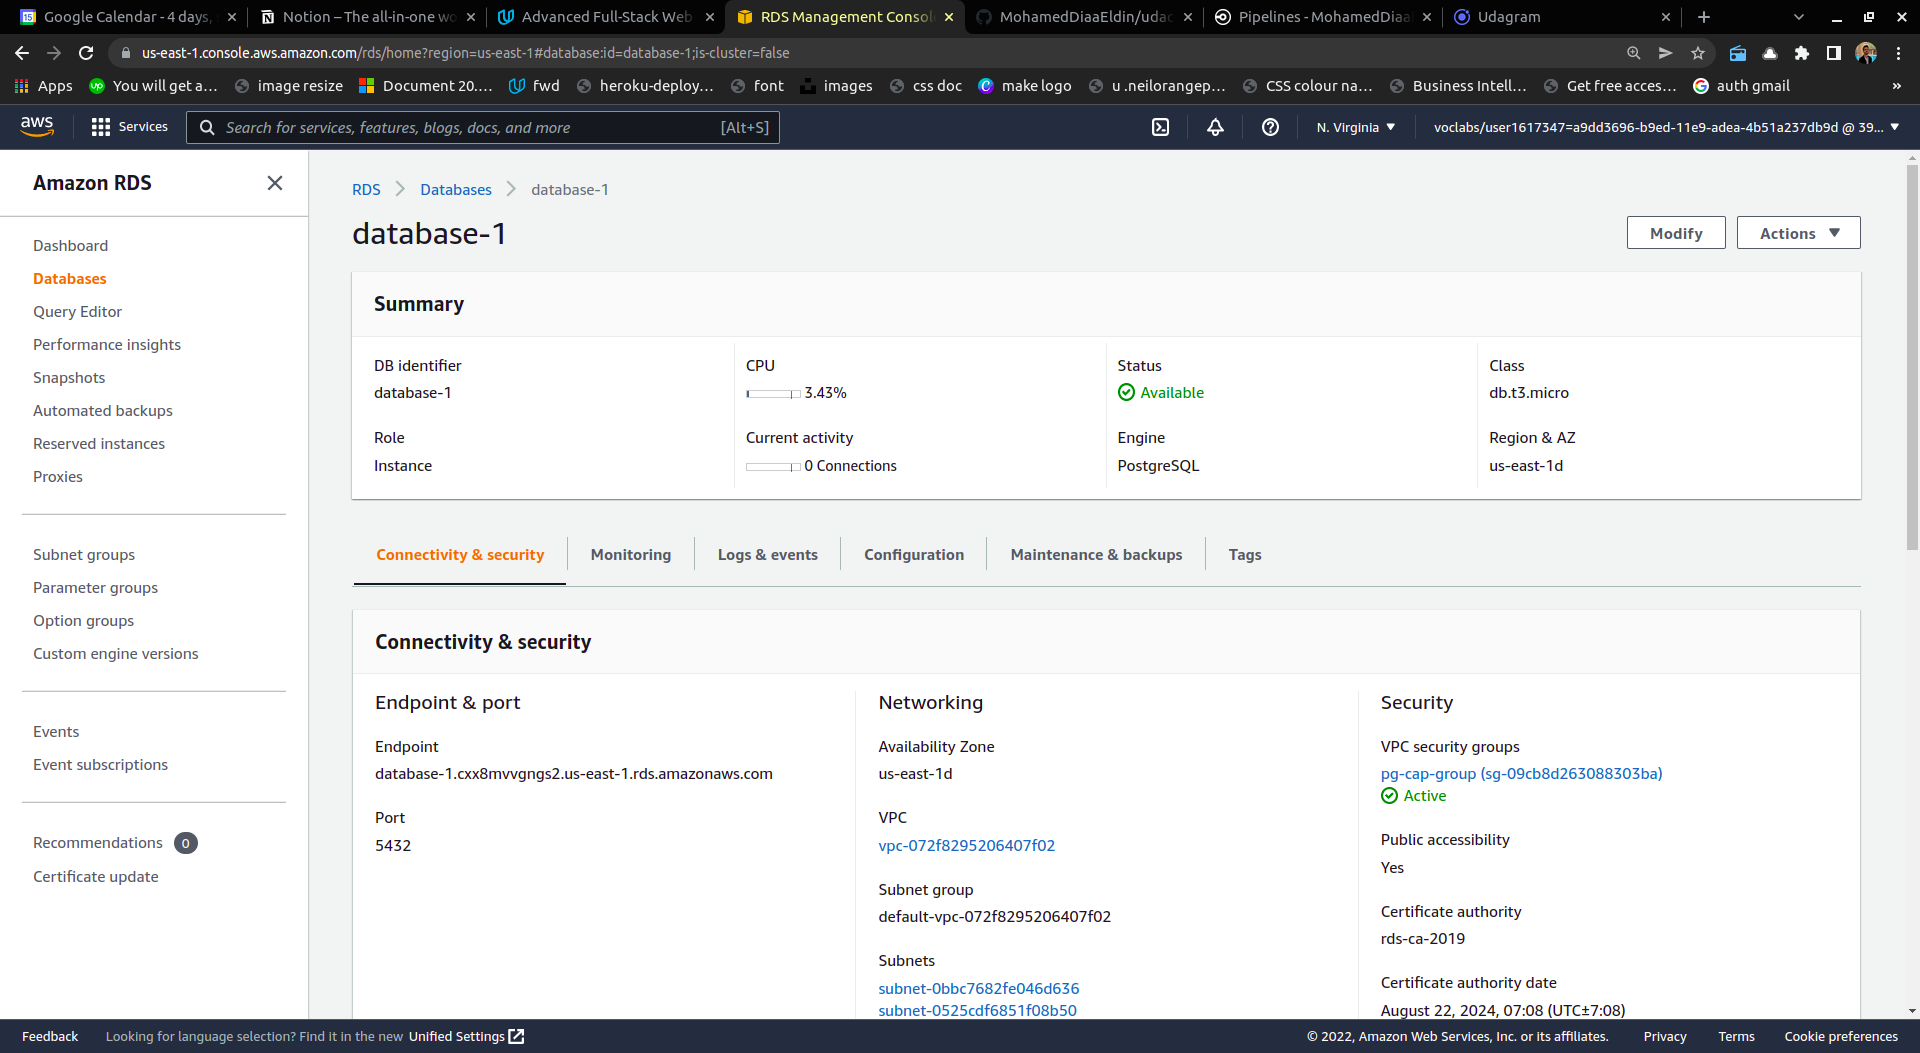 Google Calendar - 4 days,
Notion – The all-in-one wo
Advanced Full-Stack Web
RDS Management Console
MohamedDiaaEldin/udac
Pipelines - MohamedDiaa
Udagram
us-east-1.console.aws.amazon.com/rds/home?region=us-east-1#database:id=database-1;is-cluster=false
Apps
You will get a...
image resize
Document 20....
fwd
heroku-deploy...
font
images
css doc
make logo
u .neilorangep...
CSS colour na...
Business Intell...
Get free acces...
auth gmail
»
aws
Services
Search for services, features, blogs, docs, and more
[Alt+S]
N. Virginia
voclabs/user1617347=a9dd3696-b9ed-11e9-adea-4b51a237db9d @ 39...
Amazon RDS
Dashboard
Databases
Query Editor
Performance insights
Snapshots
Automated backups
Reserved instances
Proxies
Subnet groups
Parameter groups
Option groups
Custom engine versions
Events
Event subscriptions
Recommendations 0
Certificate update
RDS
Databases
database-1
database-1
Modify
Actions
Summary
DB identifier
database-1
CPU
3.43%
Status
Available
Class
db.t3.micro
Role
Instance
Current activity
0 Connections
Engine
PostgreSQL
Region & AZ
us-east-1d
Connectivity & security
Monitoring
Logs & events
Configuration
Maintenance & backups
Tags
Connectivity & security
Endpoint & port
Endpoint
database-1.cxx8mvvgngs2.us-east-1.rds.amazonaws.com
Port
5432
Networking
Availability Zone
us-east-1d
VPC
vpc-072f8295206407f02
Subnet group
default-vpc-072f8295206407f02
Subnets
subnet-0bbc7682fe046d636
subnet-0525cdf6851f08b50
Security
VPC security groups
pg-cap-group (sg-09cb8d263088303ba)
Active
Public accessibility
Yes
Certificate authority
rds-ca-2019
Certificate authority date
August 22, 2024, 07:08 (UTC±7:08)
Feedback
Looking for language selection? Find it in the new Unified Settings
© 2022, Amazon Web Services, Inc. or its affiliates.
Privacy
Terms
Cookie preferences